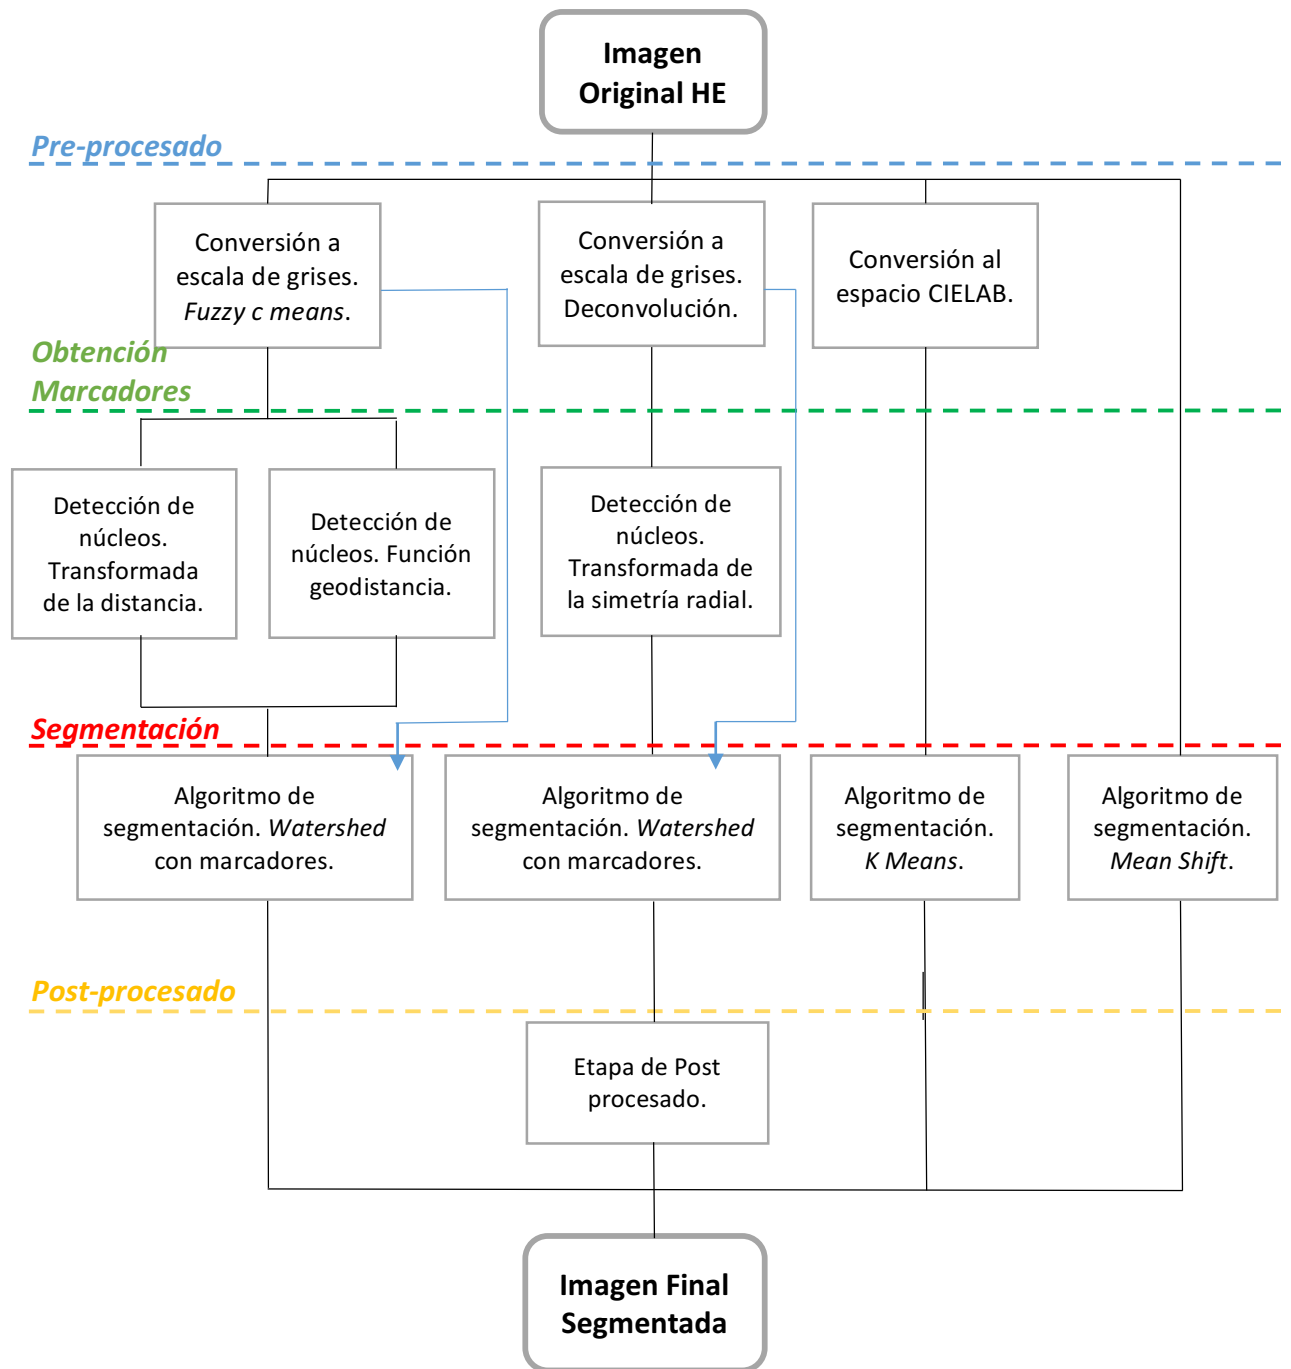 Imagen
Original HE
Pre-procesado
Conversión a
escala de grises.
Fuzzy c means.
Conversión a
escala de grises.
Deconvolución.
Conversión al
espacio CIELAB.
Obtención
Marcadores
Detección de
núcleos.
Transformada
de la distancia.
Detección de
núcleos. Función
geodistancia.
Detección de
núcleos.
Transformada de
la simetría radial.
Segmentación
Algoritmo de
segmentación. Watershed
con marcadores.
Algoritmo de
segmentación. Watershed
con marcadores.
Algoritmo de
segmentación.
K Means.
Algoritmo de
segmentación.
Mean Shift.
Post-procesado
Etapa de Post
procesado.
Imagen Final
Segmentada